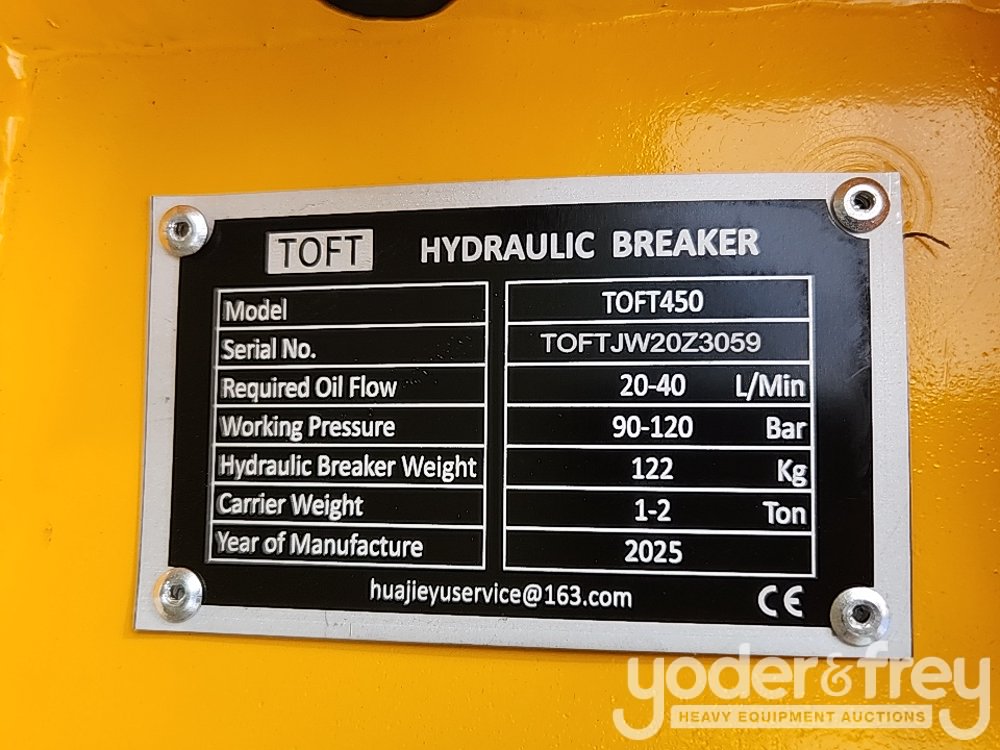 TOFT HYDRAULIC BREAKER
Model TOFT450
Serial No. TOFTJW20Z3059
Required Oil Flow 20-40 L/Min
Working Pressure 90-120 Bar
Hydraulic Breaker Weight 122 Kg
Carrier Weight 1-2 Ton
Year of Manufacture 2025
huajieyuservice@163.com CE
yoder&frey
HEAVY EQUIPMENT AUCTIONS